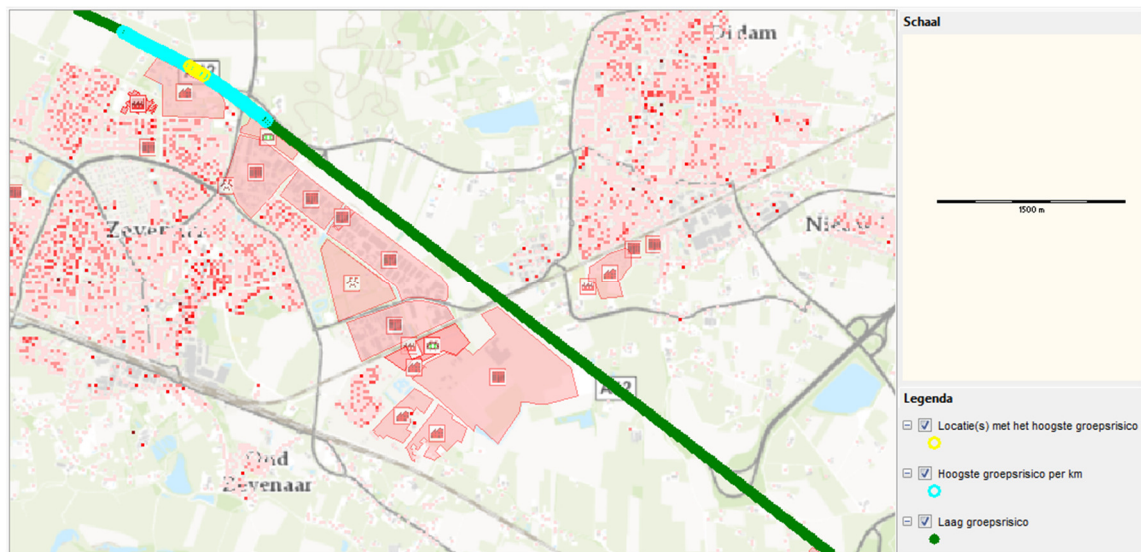 Didam
A12
Zevenaar
Nieuw
A12
Oud
Zevenaar
Schaal
1500 m
Legenda
Locatie(s) met het hoogste groepsrisico
Hoogste groepsrisico per km
Laag groepsrisico